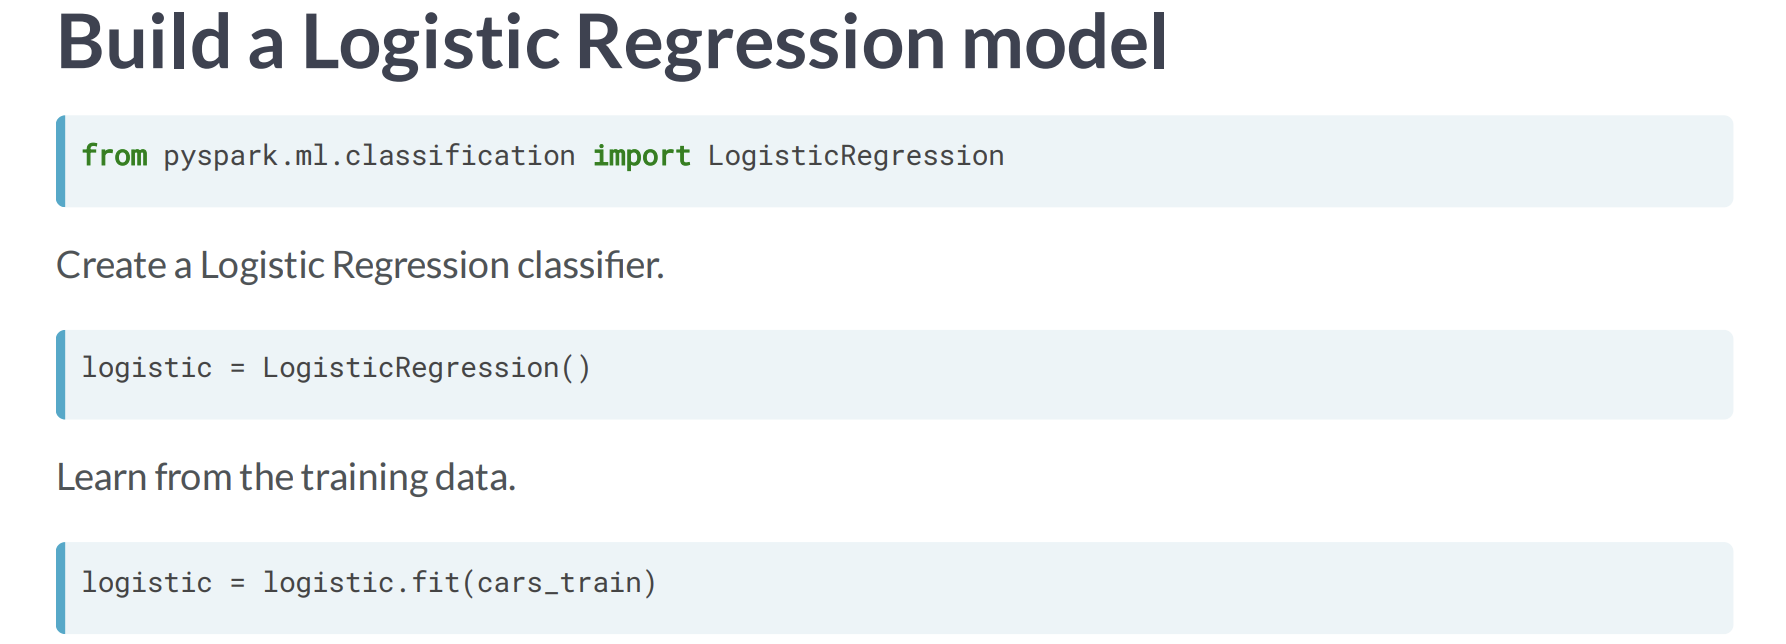 Build a Logistic Regression model
from pyspark.ml.classification import LogisticRegression
Create a Logistic Regression classifier.
logistic = LogisticRegression()
Learn from the training data.
logistic = logistic.fit(cars_train)